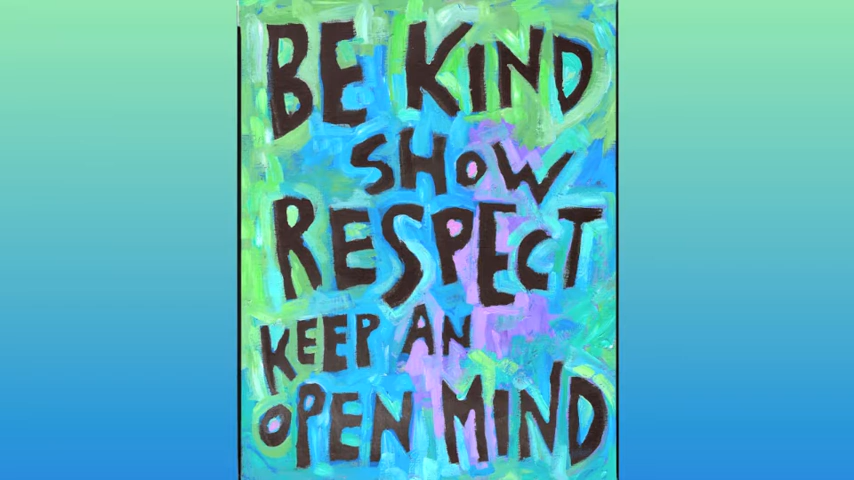 BE KIND
SHOW
RESPECT
KEEP AN
OPEN MIND